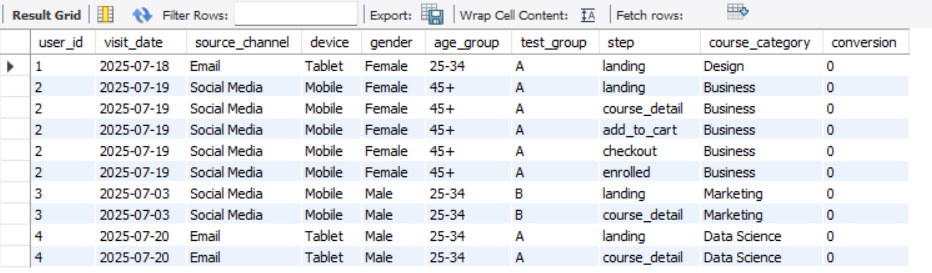 Result Grid Filter Rows: Export: Wrap Cell Content: IA Fetch rows:
user_id visit_date source_channel device gender age_group test_group step course_category conversion
1 2025-07-18 Email Tablet Female 25-34 A landing Design 0
2 2025-07-19 Social Media Mobile Female 45+ A landing Business 0
2 2025-07-19 Social Media Mobile Female 45+ A course_detail Business 0
2 2025-07-19 Social Media Mobile Female 45+ A add_to_cart Business 0
2 2025-07-19 Social Media Mobile Female 45+ A checkout Business 0
2 2025-07-19 Social Media Mobile Female 45+ A enrolled Business 0
3 2025-07-03 Social Media Mobile Male 25-34 B landing Marketing 0
3 2025-07-03 Social Media Mobile Male 25-34 B course_detail Marketing 0
4 2025-07-20 Email Tablet Male 25-34 A landing Data Science 0
4 2025-07-20 Email Tablet Male 25-34 A course_detail Data Science 0